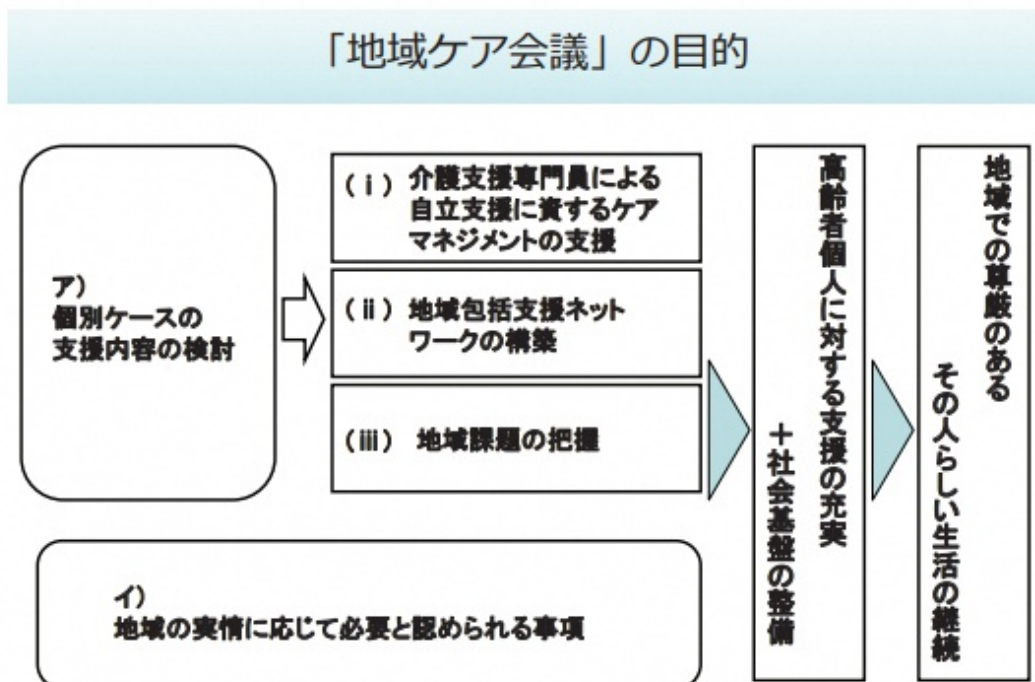 「地域ケア会議」の目的
ア)
個別ケースの
支援内容の検討
(ⅰ) 介護支援専門員による
自立支援に資するケア
マネジメントの支援
(ⅱ) 地域包括支援ネット
ワークの構築
(ⅲ) 地域課題の把握
イ)
地域の実情に応じて必要と認められる事項
高齢者個人に対する支援の充実
+社会基盤の整備
地域での尊厳のある
その人らしい生活の継続